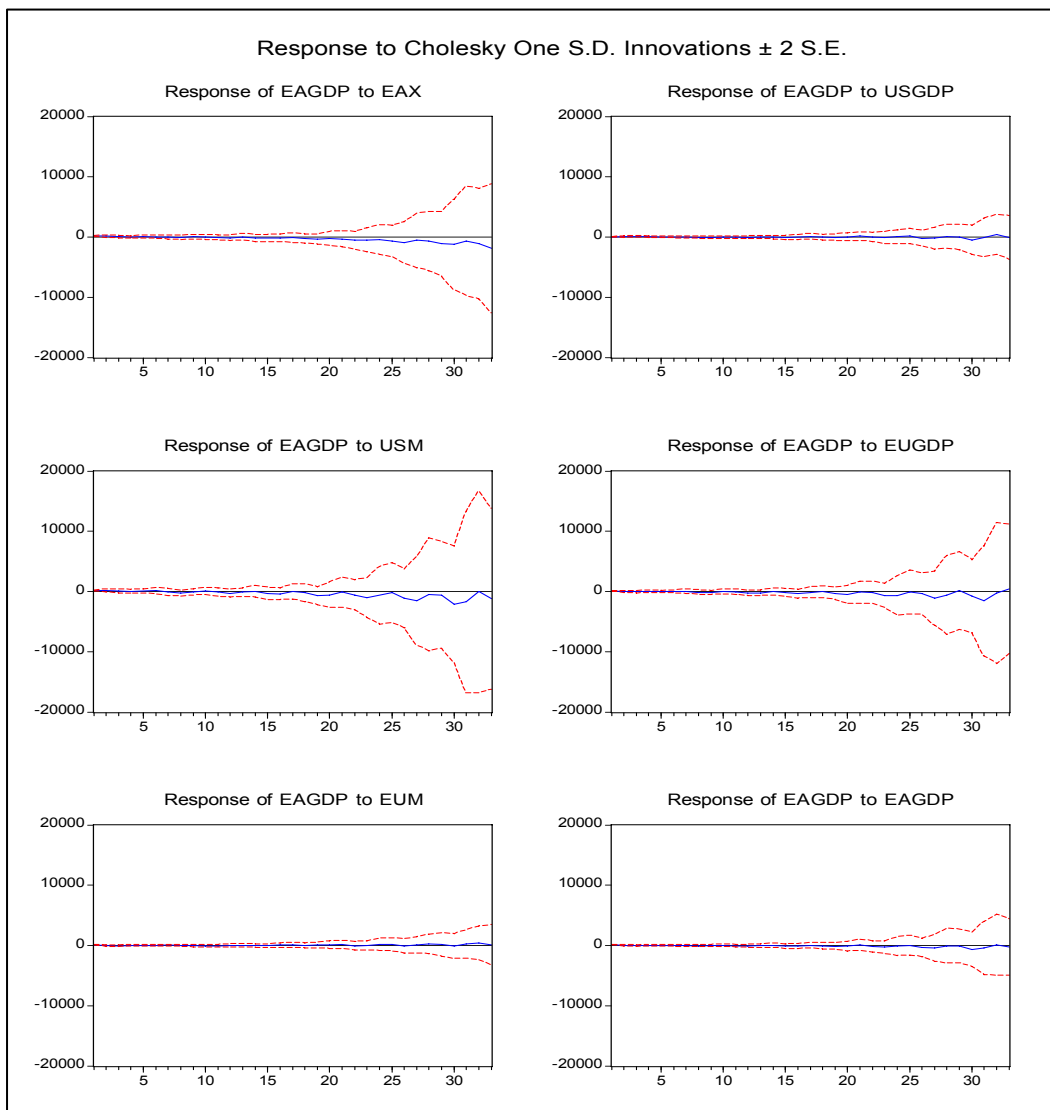 Response to Cholesky One S.D. Innovations ± 2 S.E.
Response of EAGDP to EAX
20000
10000
0
-10000
-20000
5 10 15 20 25 30
Response of EAGDP to USGDP
20000
10000
0
-10000
-20000
5 10 15 20 25 30
Response of EAGDP to USM
20000
10000
0
-10000
-20000
5 10 15 20 25 30
Response of EAGDP to EUGDP
20000
10000
0
-10000
-20000
5 10 15 20 25 30
Response of EAGDP to EUM
20000
10000
0
-10000
-20000
5 10 15 20 25 30
Response of EAGDP to EAGDP
20000
10000
0
-10000
-20000
5 10 15 20 25 30